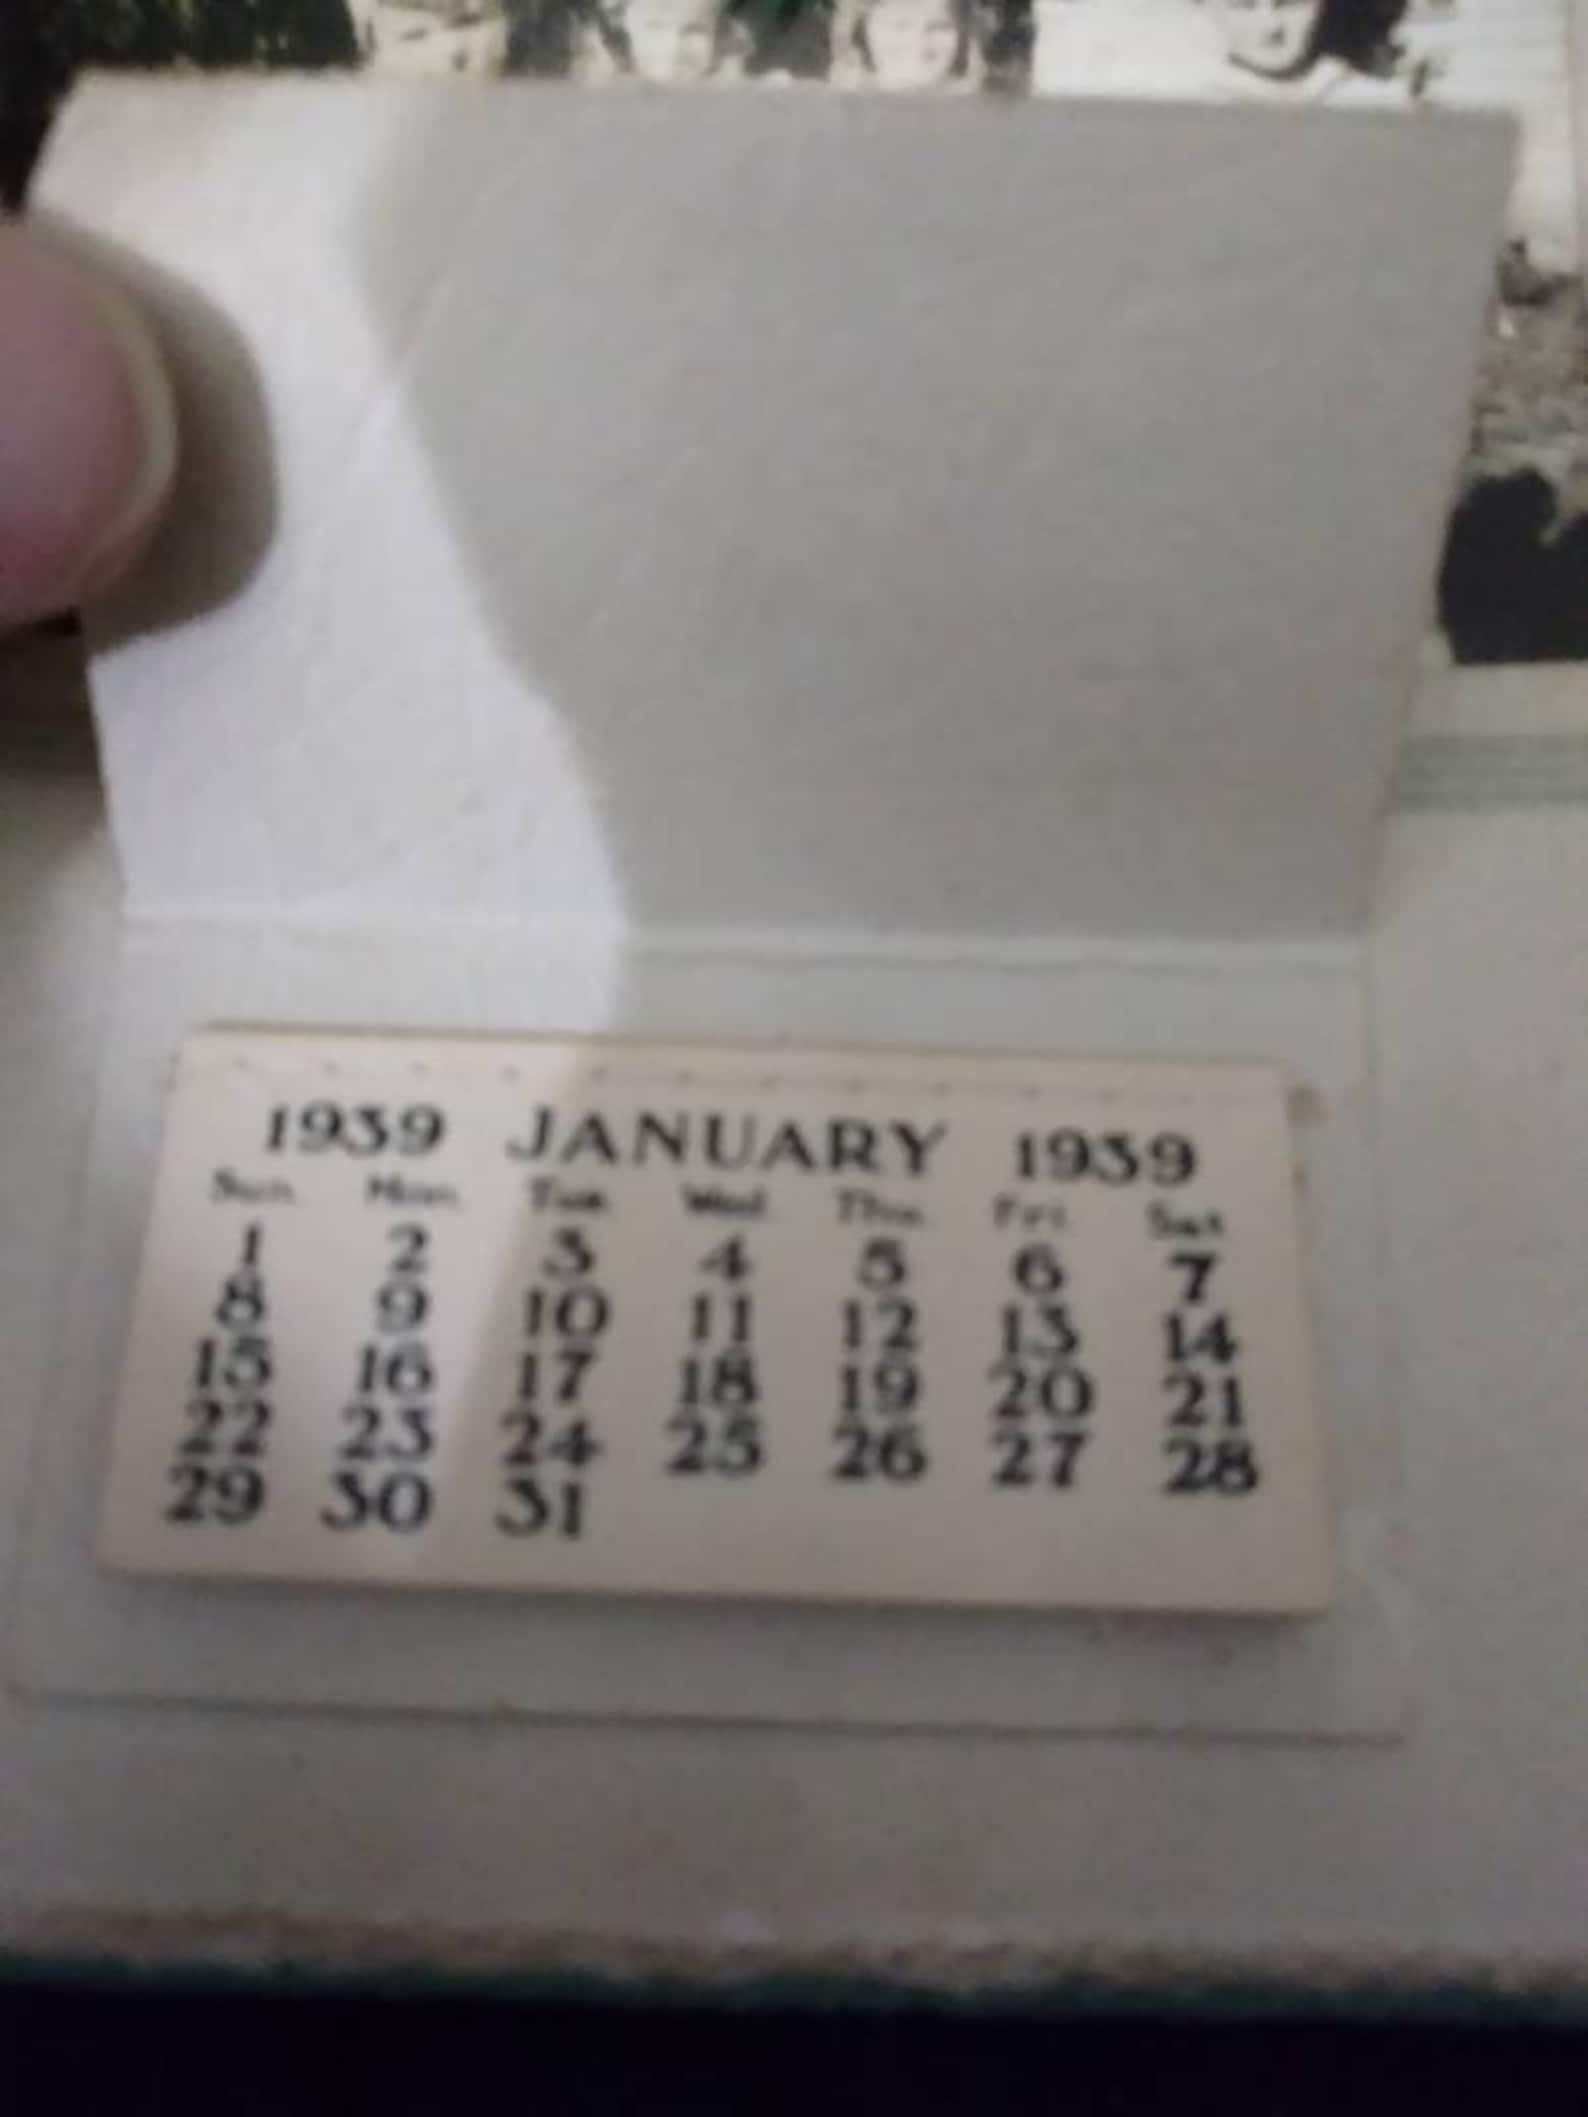 1939 JANUARY 1939
Sun. Mon. Tue. Wed. Thu. Fri. Sat.
1 2 3 4 5 6 7
8 9 10 11 12 13 14
15 16 17 18 19 20 21
22 23 24 25 26 27 28
29 30 31